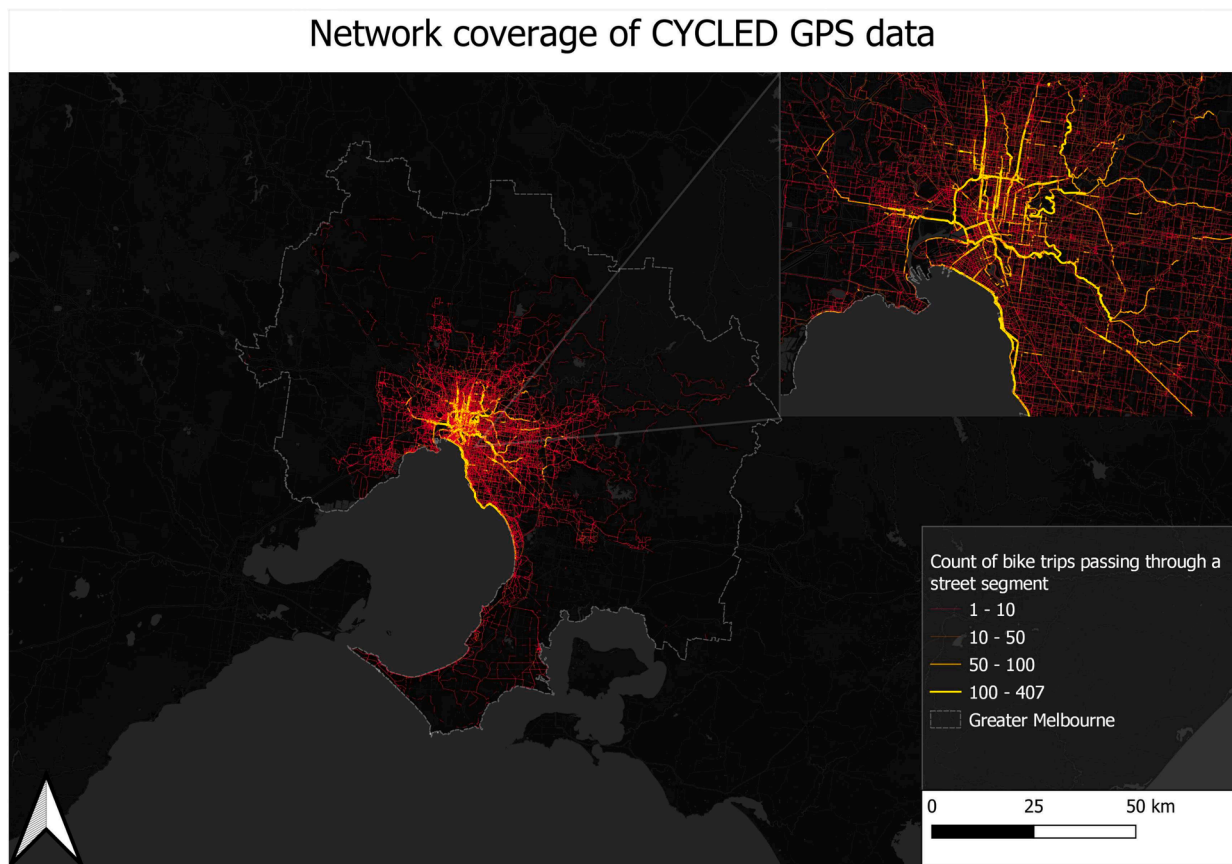 Network coverage of CYCLED GPS data
Count of bike trips passing through a
street segment
1 - 10
10 - 50
50 - 100
100 - 407
Greater Melbourne
0 25 50 km